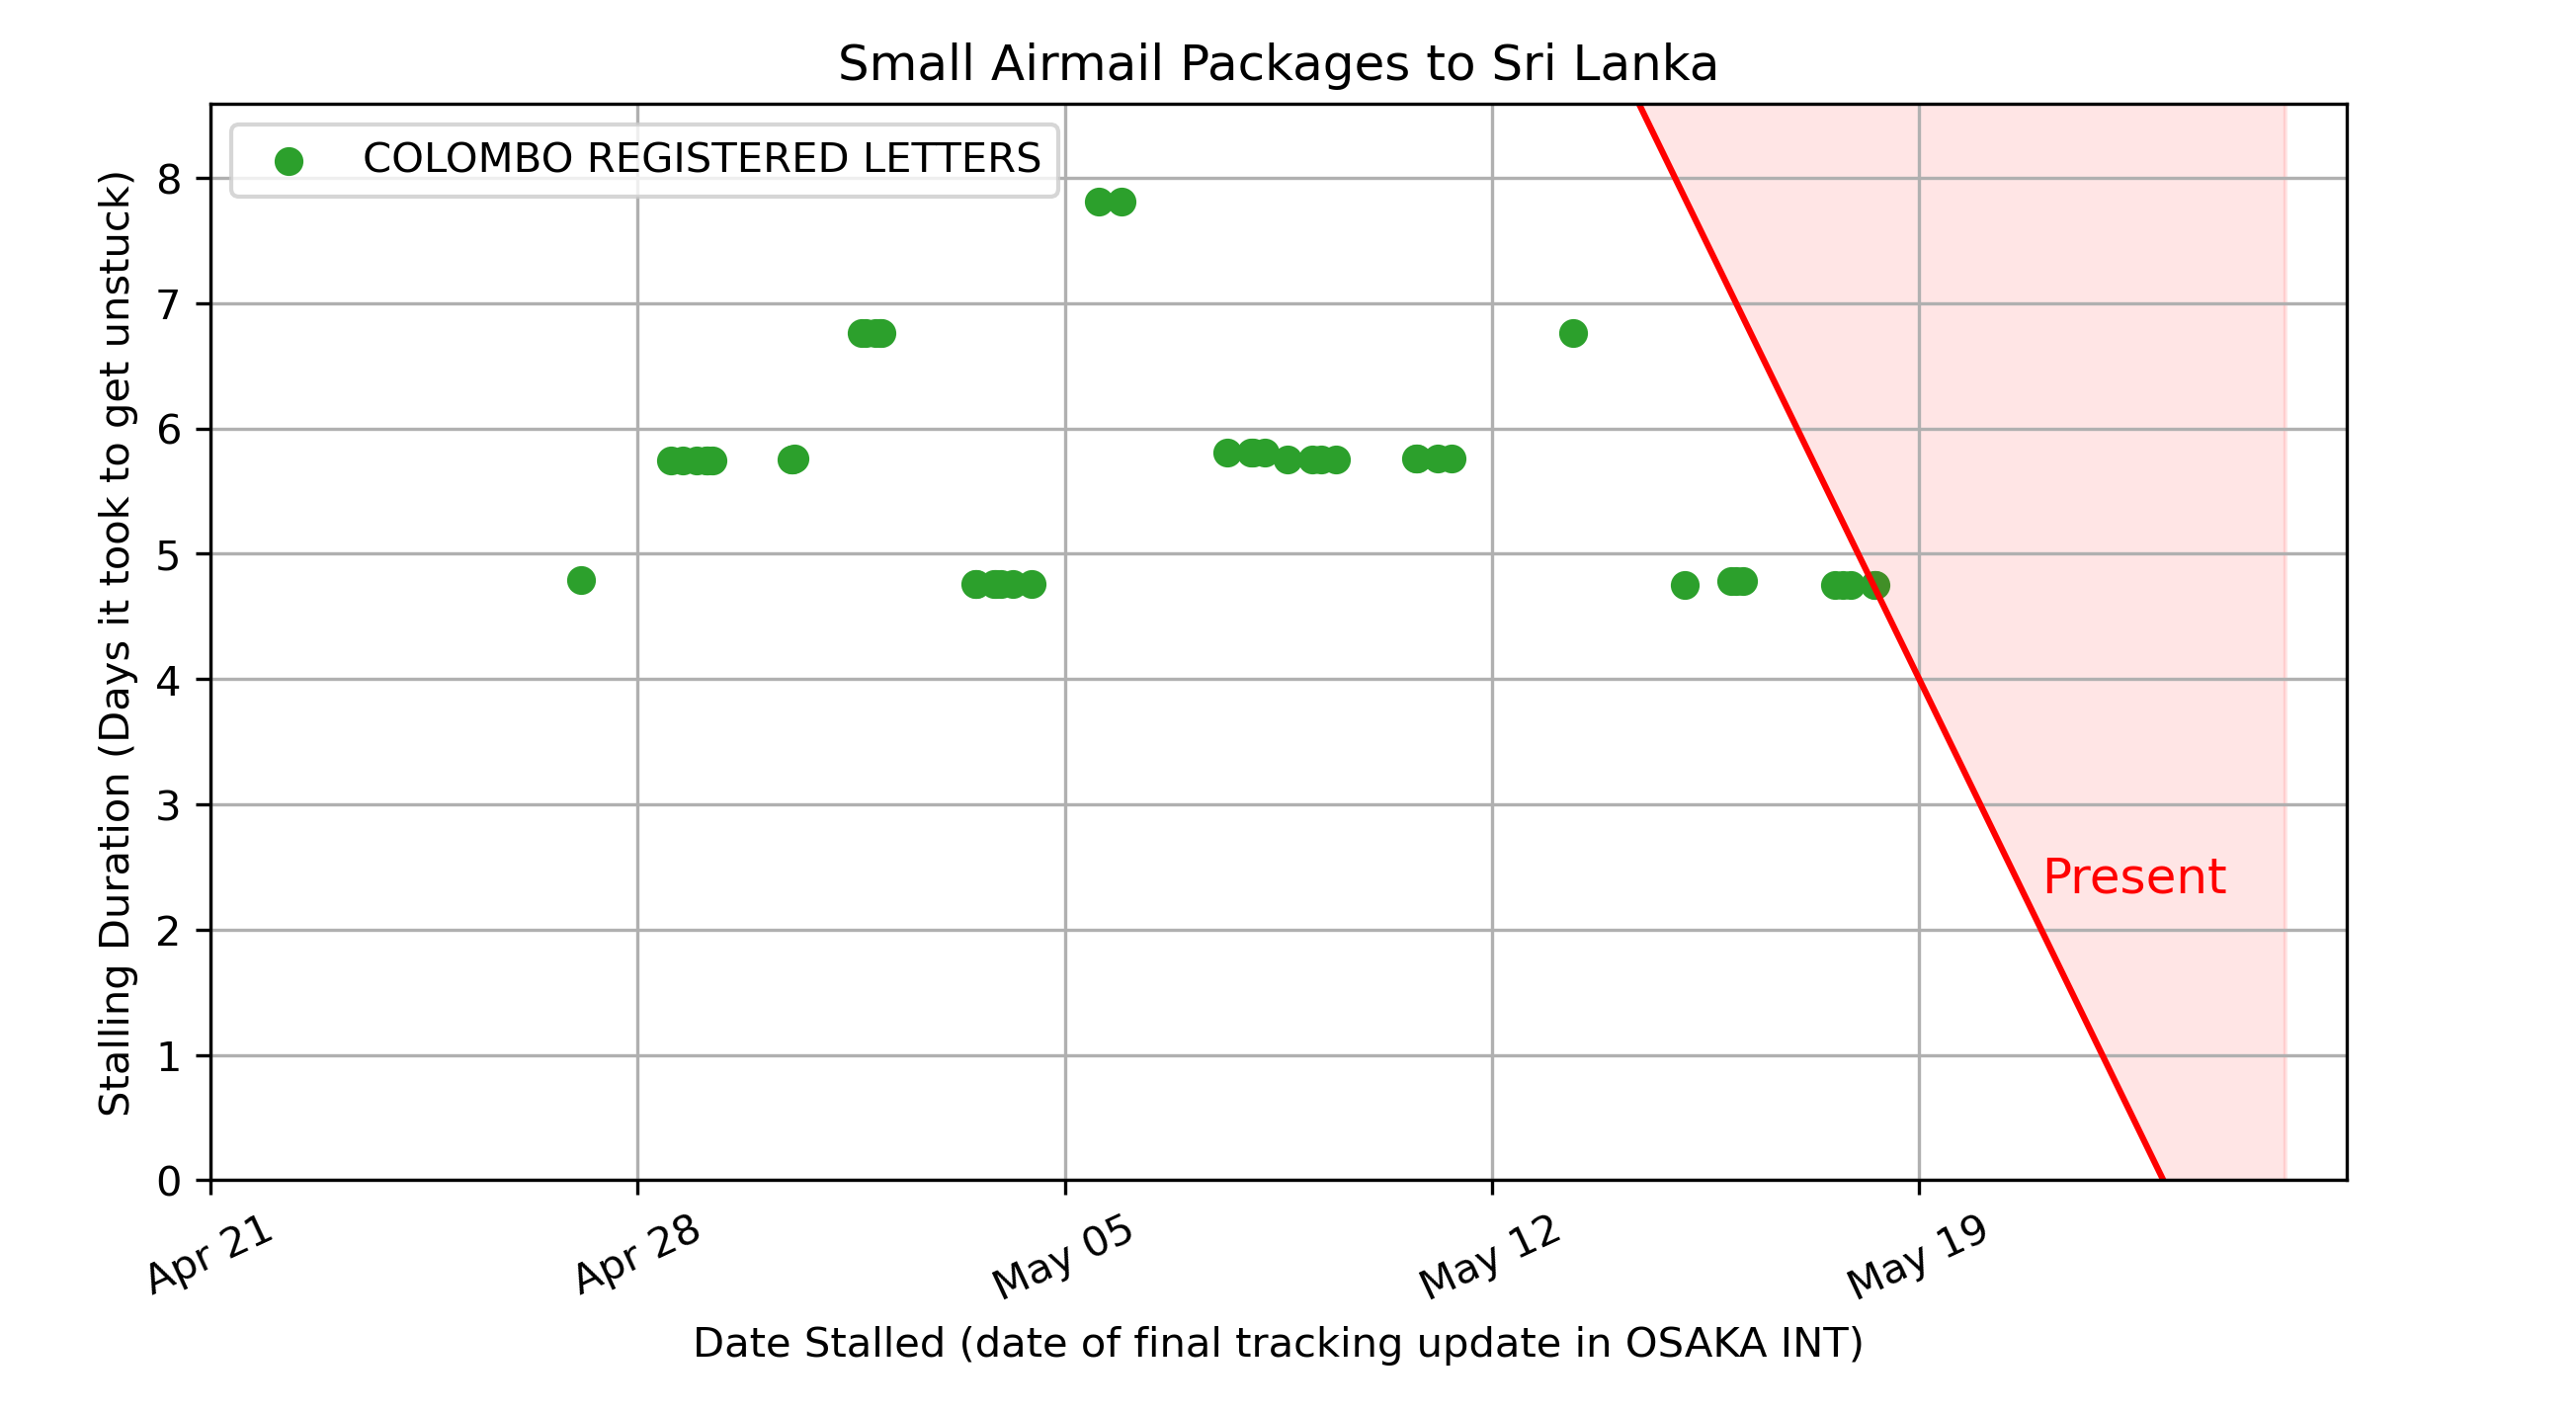 Small Airmail Packages to Sri Lanka
COLOMBO REGISTERED LETTERS
Stalling Duration (Days it took to get unstuck)
8
7
6
5
4
3
2
1
0
Present
Apr 21
Apr 28
May 05
May 12
May 19
Date Stalled (date of final tracking update in OSAKA INT)